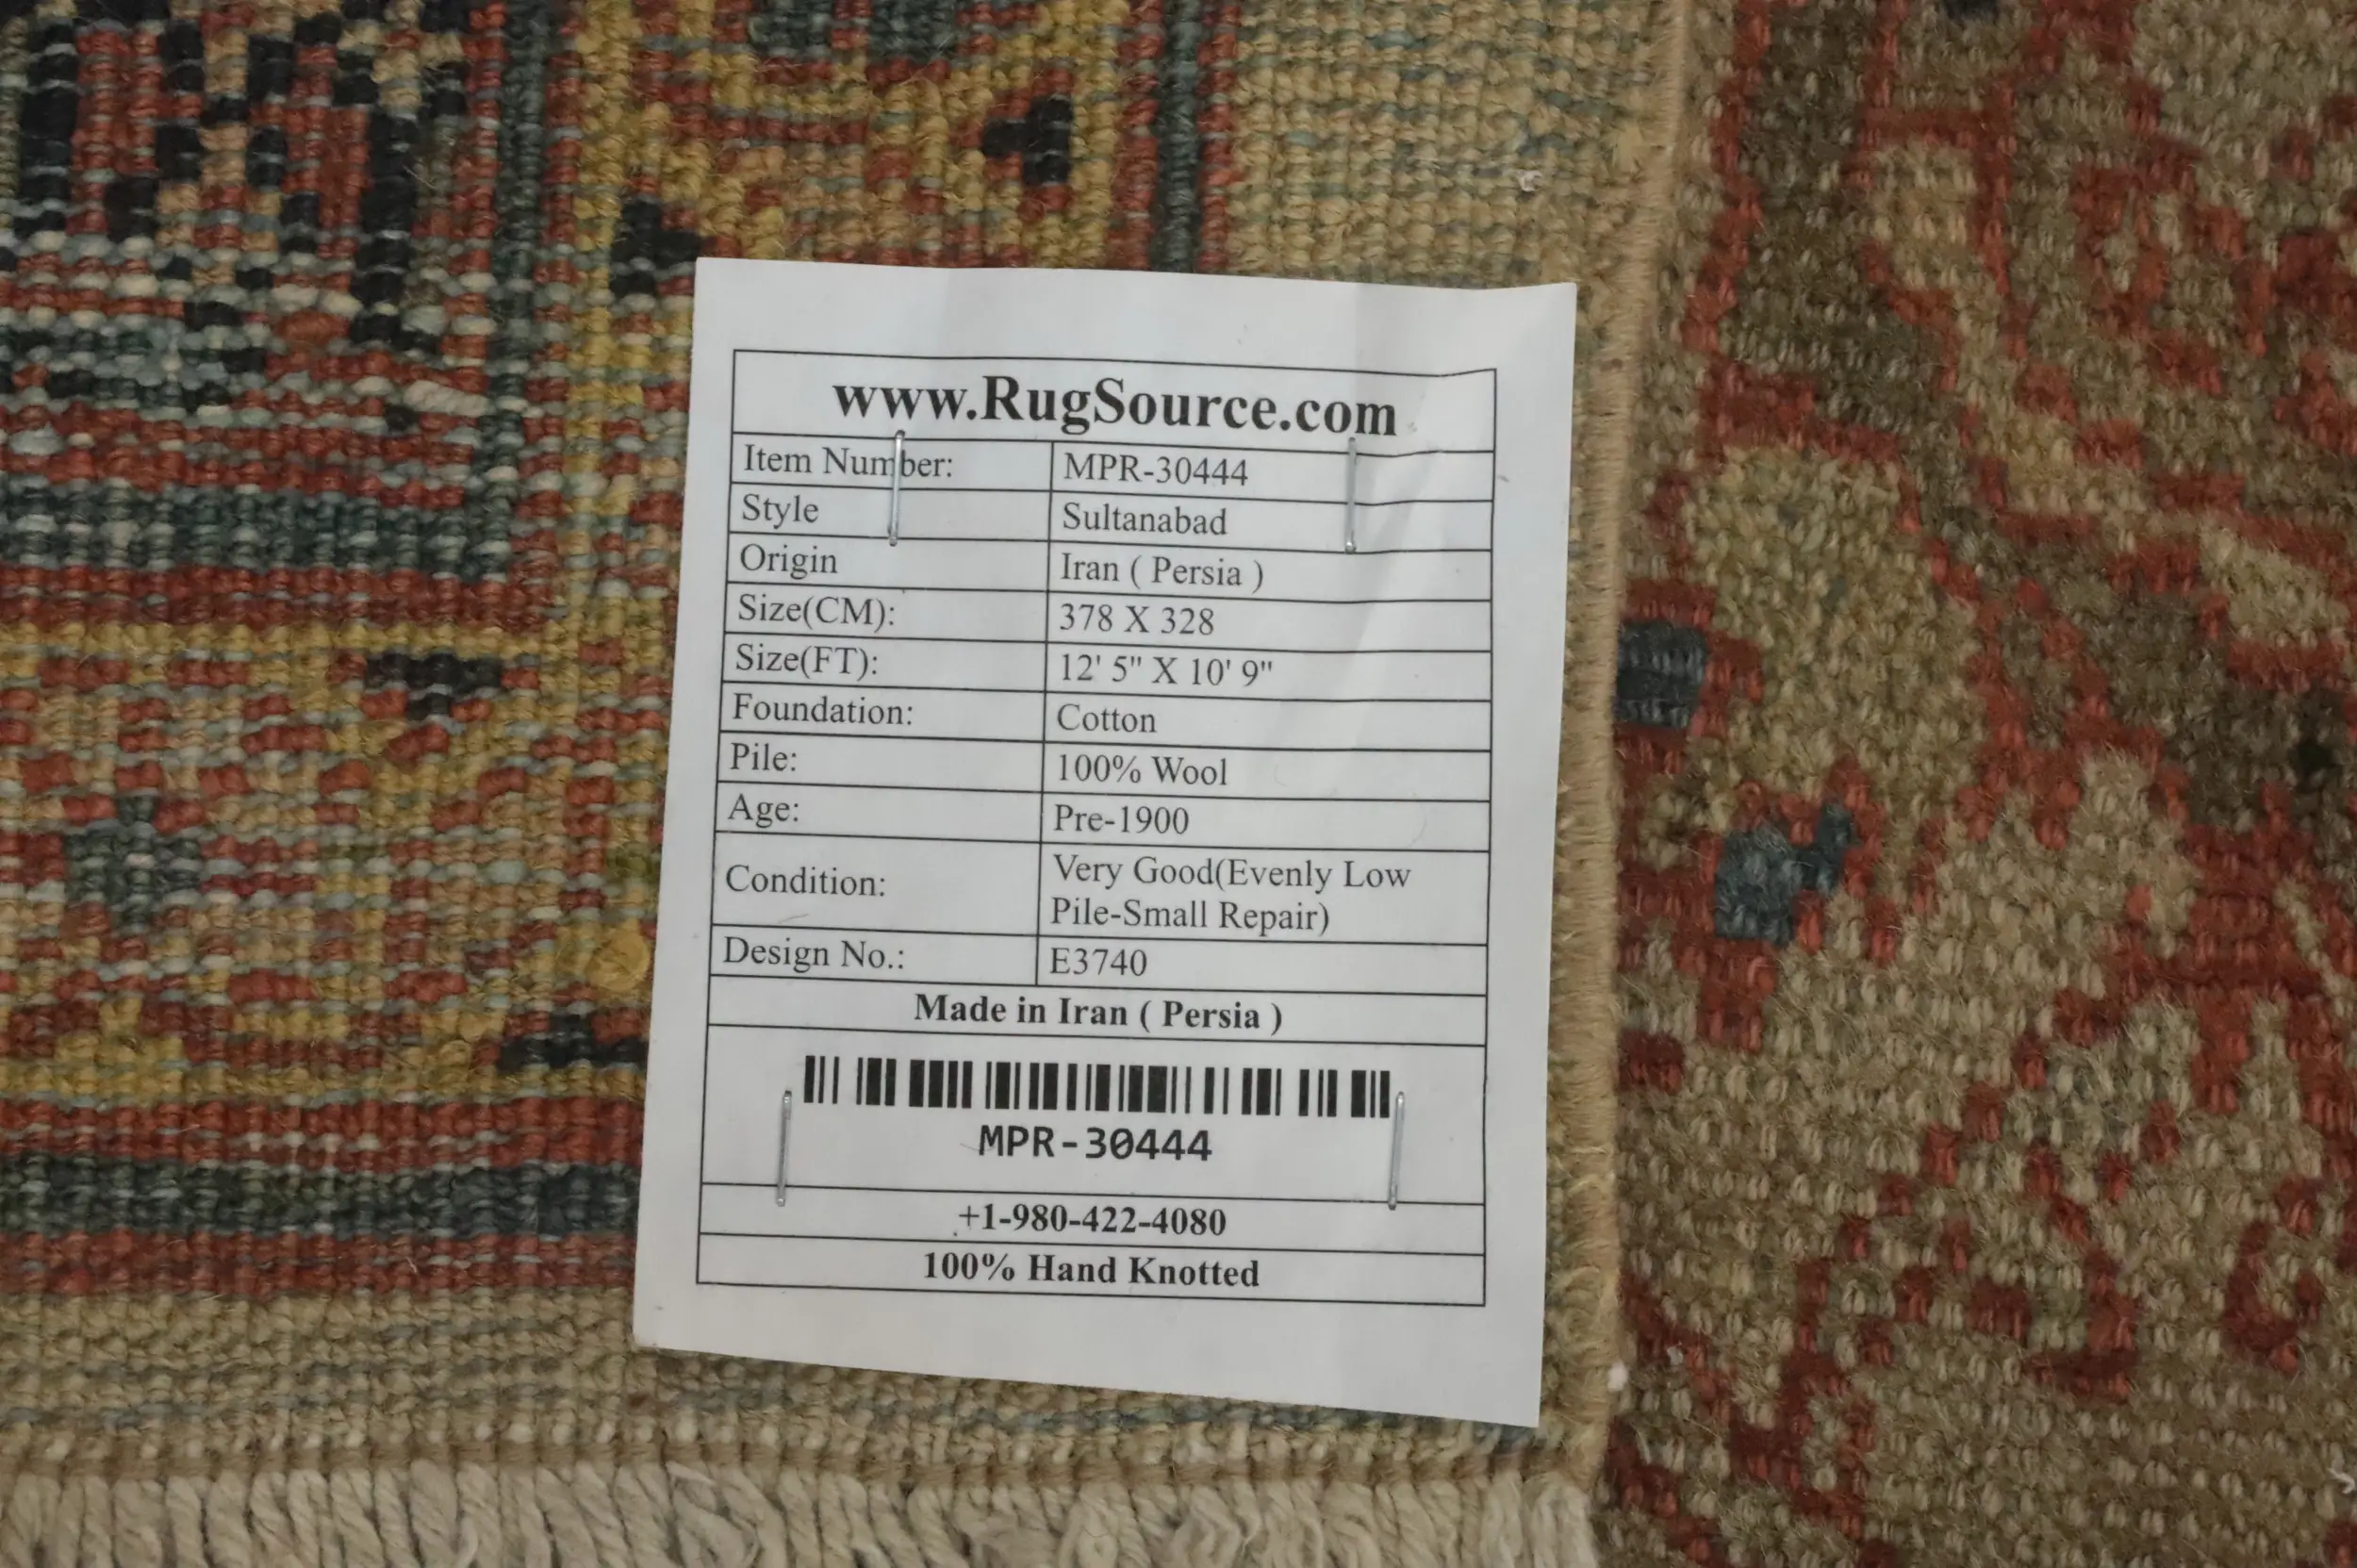 www.RugSource.com
Item Number: MPR-30444
Style Sultanabad
Origin Iran ( Persia )
Size(CM): 378 X 328
Size(FT): 12' 5" X 10' 9"
Foundation: Cotton
Pile: 100% Wool
Age: Pre-1900
Condition: Very Good(Evenly Low
Pile-Small Repair)
Design No.: E3740
Made in Iran ( Persia )
MPR-30444
+1-980-422-4080
100% Hand Knotted